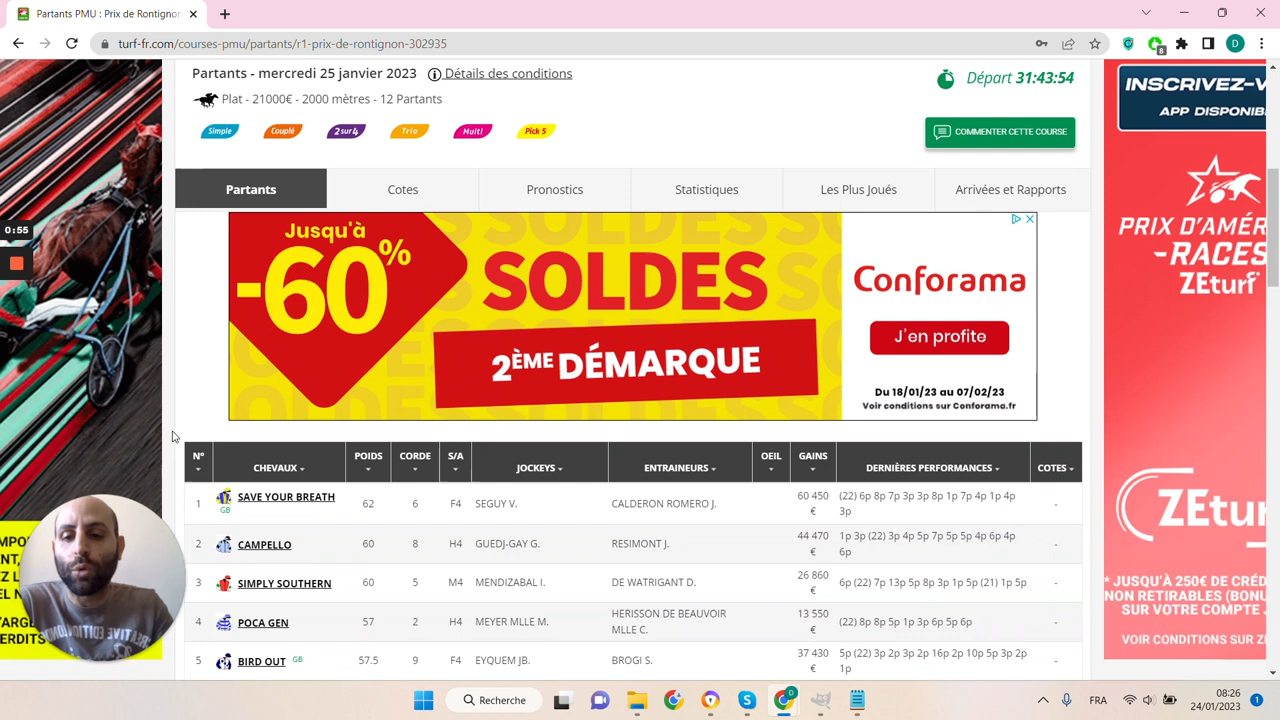 Partants PMU : Prix de Rontignon
turf-fr.com/courses-pmu/partants/r1-prix-de-rontignon-302935
8
D
Partants - mercredi 25 janvier 2023 Détails des conditions
Départ 31:43:54
Plat - 21000€ - 2000 mètres - 12 Partants
Simple Couplé 2sur4 Trio Multi Pick 5
COMMENTER CETTE COURSE
Partants Cotes Pronostics Statistiques Les Plus Joués Arrivées et Rapports
Jusqu'à
-60%
SOLDES
2ÈME DÉMARQUE
Conforama
J'en profite
Du 18/01/23 au 07/02/23
Voir conditions sur Conforama.fr
N° CHEVAUX POIDS CORDE S/A JOCKEYS ENTRAINEURS OEIL GAINS DERNIÈRES PERFORMANCES COTES
1 SAVE YOUR BREATH GB 62 6 F4 SEGUY V. CALDERON ROMERO J. 60 450 € (22) 6p 8p 7p 3p 3p 8p 1p 7p 4p 1p 4p 3p -
2 CAMPELLO 60 8 H4 GUEDJ-GAY G. RESIMONT J. 44 470 € 1p 3p (22) 3p 4p 5p 7p 5p 5p 4p 6p 4p 6p -
3 SIMPLY SOUTHERN 60 5 M4 MENDIZABAL I. DE WATRIGANT D. 26 860 € 6p (22) 7p 13p 5p 8p 3p 1p 5p (21) 1p 5p -
4 POCA GEN 57 2 H4 MEYER MLLE M. HERISSON DE BEAUVOIR MLLE C. 13 550 € (22) 8p 8p 5p 1p 3p 6p 5p 6p -
5 BIRD OUT GB 57.5 9 F4 EYQUEM JB. BROGI S. 37 430 € 5p (22) 3p 2p 3p 2p 16p 2p 10p 5p 3p 2p 1p -
0:55
INSCRIVEZ-V
APP DISPONIB
PRIX D'AMÉR
-RACES
ZEturf
ZEtur
* JUSQU'À 250€ DE CRÉD
NON RETIRABLES (BONU
SUR VOTRE COMPTE J
VOIR CONDITIONS SUR ZE
CREATIVE EDITION
Recherche
FRA
08:26
24/01/2023
1